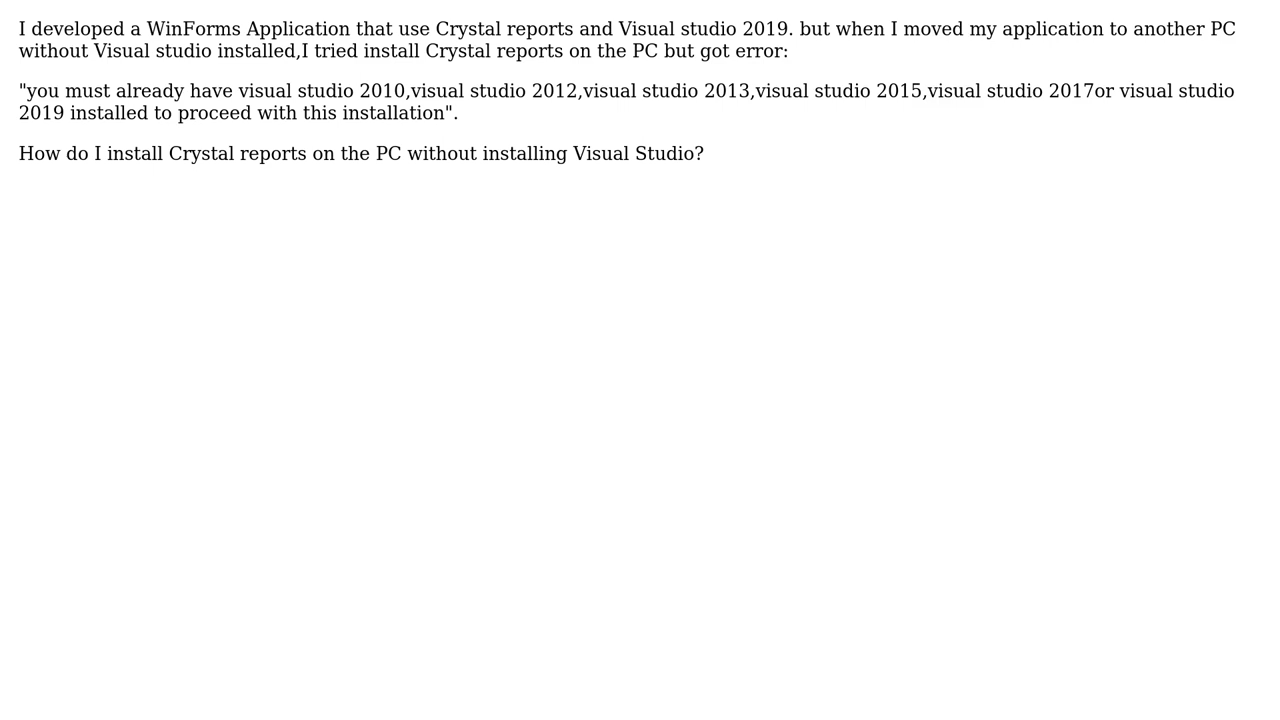 I developed a WinForms Application that use Crystal reports and Visual studio 2019. but when I moved my application to another PC
without Visual studio installed,I tried install Crystal reports on the PC but got error:
"you must already have visual studio 2010,visual studio 2012,visual studio 2013,visual studio 2015,visual studio 2017or visual studio
2019 installed to proceed with this installation".
How do I install Crystal reports on the PC without installing Visual Studio?